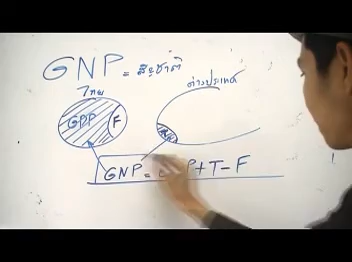 GNP = สัญชาติ
ไทย
ต่างประเทศ
GDP F
GNP = P + T - F